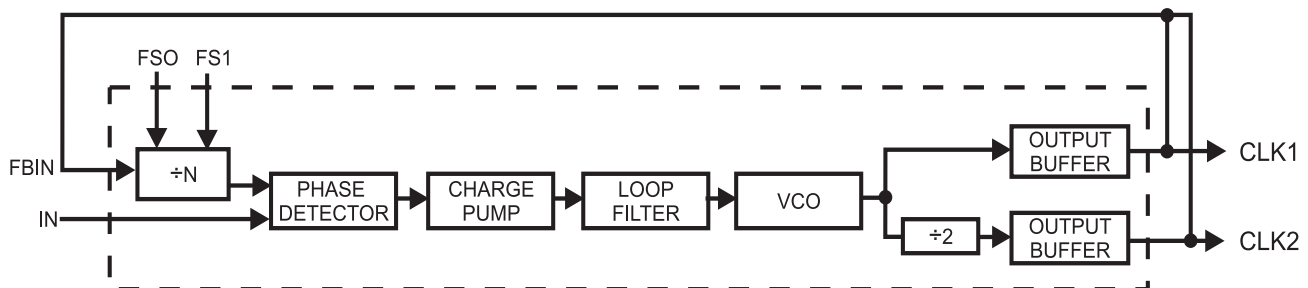 FSO FS1
FBIN
÷N
IN
PHASE
DETECTOR
CHARGE
PUMP
LOOP
FILTER
VCO
÷2
OUTPUT
BUFFER
OUTPUT
BUFFER
CLK1
CLK2